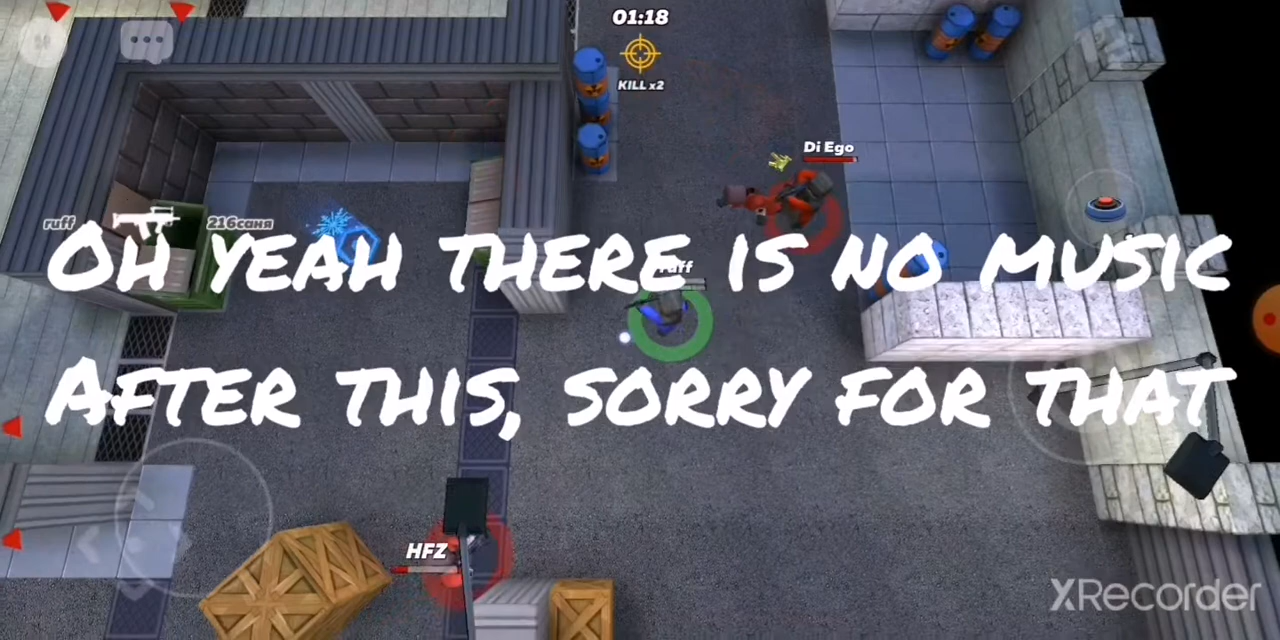 01:18
KILL x2
Di Ego
ruff
216саня
OH YEAH THERE IS NO MUSIC
ruff
AFTER THIS, SORRY FOR THAT
HFZ
XRecorder